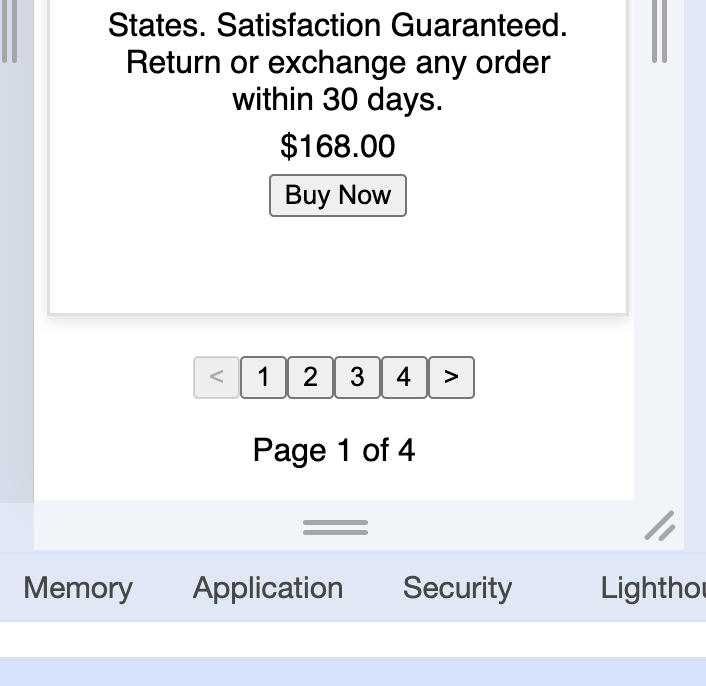 States. Satisfaction Guaranteed.
Return or exchange any order
within 30 days.
$168.00
Buy Now
< 1 2 3 4 >
Page 1 of 4
Memory Application Security Lighthou